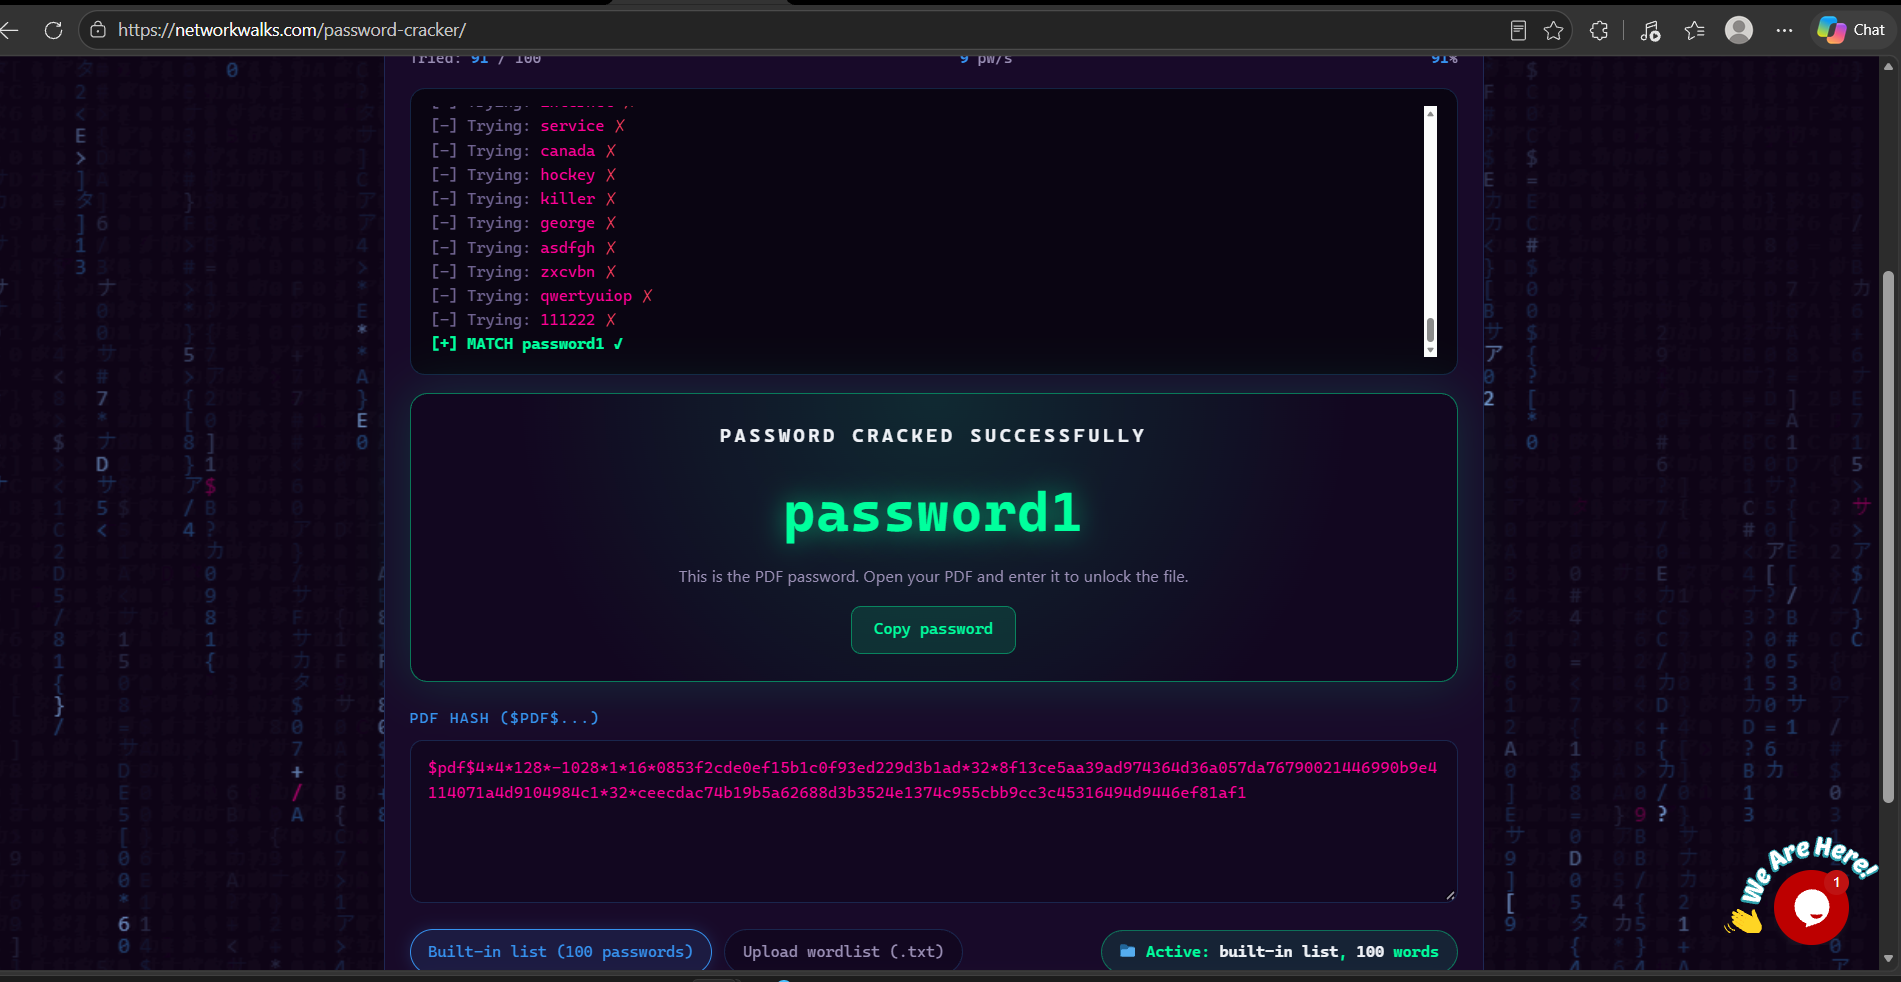 https://networkwalks.com/password-cracker/
Chat
Tried: 91 / 100
9 pw/s
91%
[-] Trying: service ✗
[-] Trying: canada ✗
[-] Trying: hockey ✗
[-] Trying: killer ✗
[-] Trying: george ✗
[-] Trying: asdfgh ✗
[-] Trying: zxcvbn ✗
[-] Trying: qwertyuiop ✗
[-] Trying: 111222 ✗
[+] MATCH password1 ✓
PASSWORD CRACKED SUCCESSFULLY
password1
This is the PDF password. Open your PDF and enter it to unlock the file.
Copy password
PDF HASH ($PDF$...)
$pdf$4*4*128*-1028*1*16*0853f2cde0ef15b1c0f93ed229d3b1ad*32*8f13ce5aa39ad974364d36a057da76790021446990b9e4
114071a4d9104984c1*32*ceecdac74b19b5a62688d3b3524e1374c955cbb9cc3c45316494d9446ef81af1
We Are Here!
1
Built-in list (100 passwords)
Upload wordlist (.txt)
Active: built-in list, 100 words